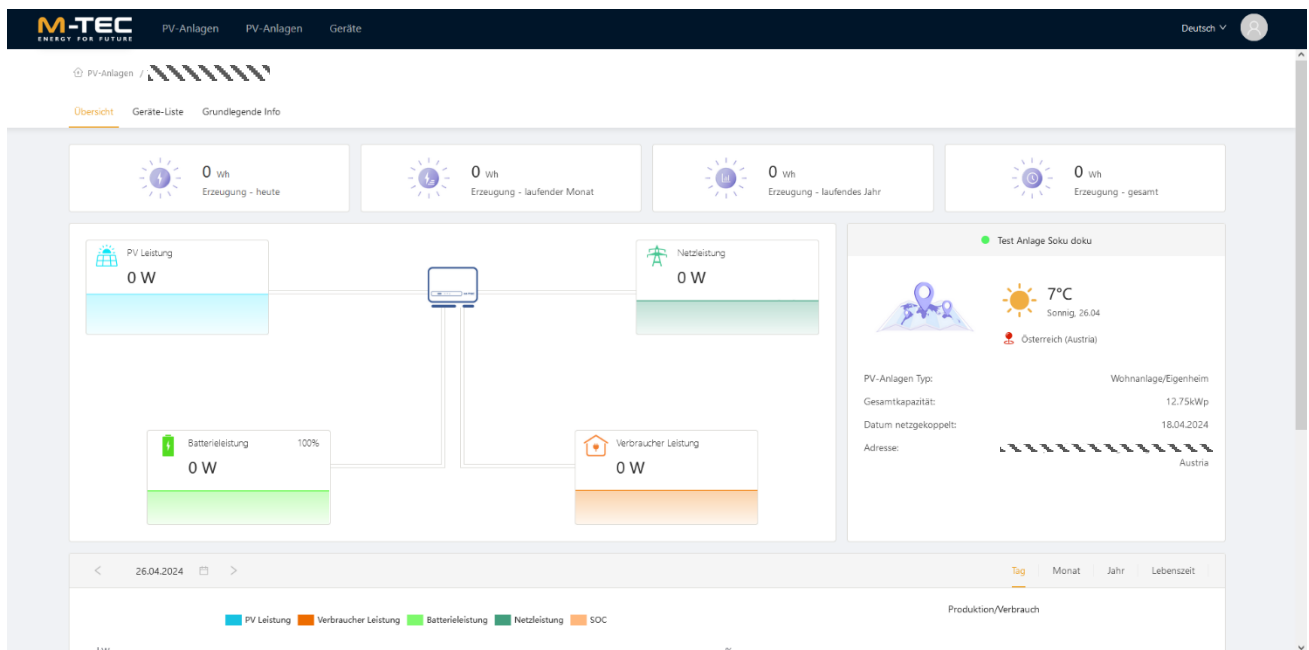 M-TEC
ENERGY FOR FUTURE
PV-Anlagen PV-Anlagen Geräte
Deutsch
PV-Anlagen /
Übersicht Geräte-Liste Grundlegende Info
0 Wh
Erzeugung - heute
0 Wh
Erzeugung - laufender Monat
0 Wh
Erzeugung - laufendes Jahr
0 Wh
Erzeugung - gesamt
PV Leistung
0 W
Netzleistung
0 W
Batterieleistung 100%
0 W
Verbraucher Leistung
0 W
Test Anlage Soku doku
7°C
Sonnig, 26.04
Österreich (Austria)
PV-Anlagen Typ: Wohnanlage/Eigenheim
Gesamtkapazität: 12.75kWp
Datum netzgekoppelt: 18.04.2024
Adresse:
Austria
26.04.2024
Tag Monat Jahr Lebenszeit
PV Leistung Verbraucher Leistung Batterieleistung Netzleistung SOC
Produktion/Verbrauch